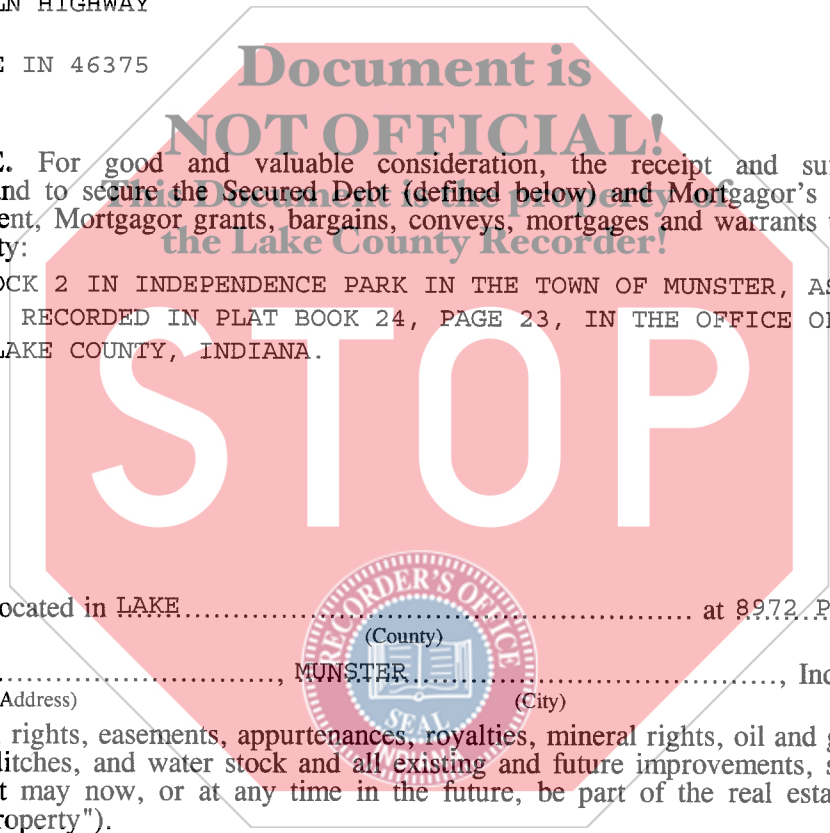 LN HIGHWAY
E IN 46375
Document is
NOT OFFICIAL!
This Document is the property of
the Lake County Recorder!
E. For good and valuable consideration, the receipt and su
nd to secure the Secured Debt (defined below) and Mortgagor's
ent, Mortgagor grants, bargains, conveys, mortgages and warrants
ty:
OCK 2 IN INDEPENDENCE PARK IN THE TOWN OF MUNSTER, AS
RECORDED IN PLAT BOOK 24, PAGE 23, IN THE OFFICE OF
LAKE COUNTY, INDIANA.
STOP
ocated in LAKE at 8972 P
(County)
, MUNSTER , Ind
Address) (City)
RECORDER'S OFFICE
SEAL
INDIANA
rights, easements, appurtenances, royalties, mineral rights, oil and g
litches, and water stock and all existing and future improvements, s
t may now, or at any time in the future, be part of the real esta
roperty").